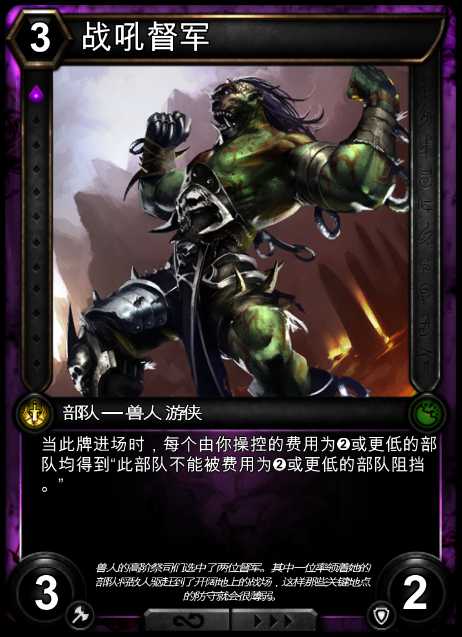 3
战吼督军
部队 — 兽人 游侠
当此牌进场时，每个由你操控的费用为❷或更低的部
队均得到“此部队不能被费用为❷或更低的部队阻挡
。”
兽人的高阶祭司们选中了两位督军。其中一位率领着她的
部队将敌人驱赶到了开阔地上的战场，这样那些关键地点
的防守就会很薄弱。
3
2